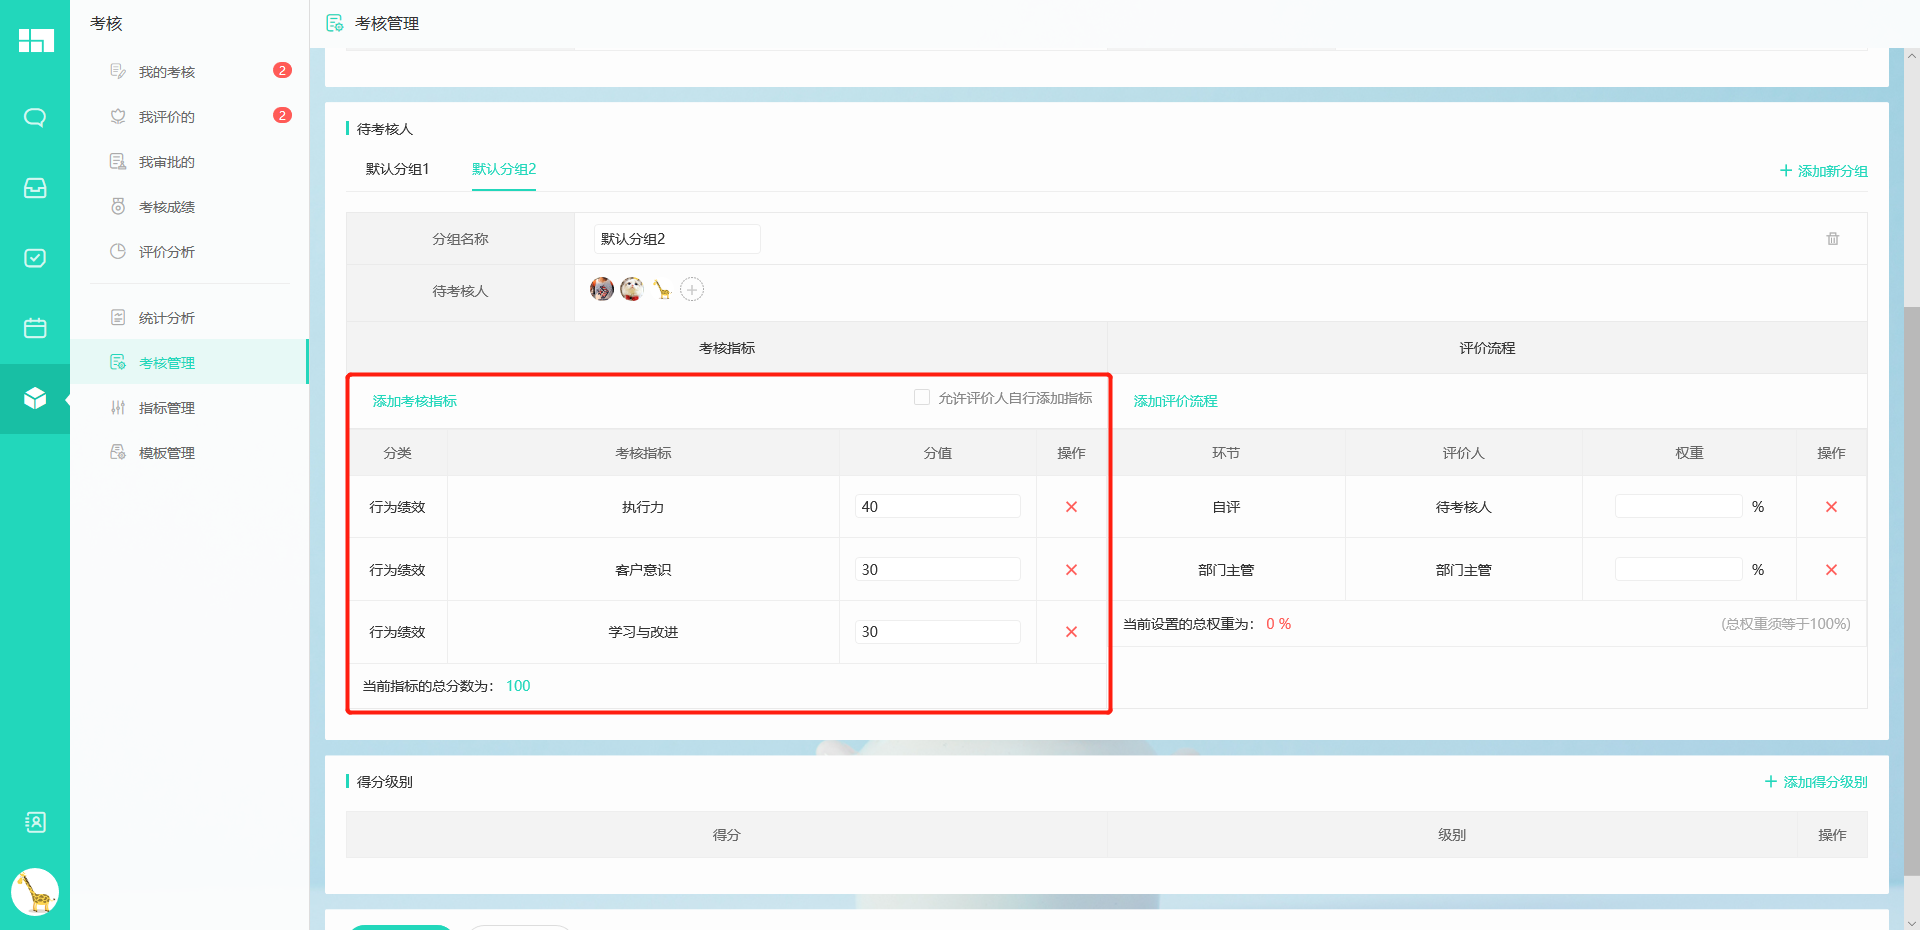 考核
我的考核 2
我评价的 2
我审批的
考核成绩
评价分析
统计分析
考核管理
指标管理
模板管理
考核管理
待考核人
默认分组1 默认分组2 + 添加新分组
分组名称 默认分组2
待考核人
考核指标 评价流程
添加考核指标 允许评价人自行添加指标 添加评价流程
分类 考核指标 分值 操作 环节 评价人 权重 操作
行为绩效 执行力 40 自评 待考核人 %
行为绩效 客户意识 30 部门主管 部门主管 %
行为绩效 学习与改进 30
当前设置的总权重为： 0 % (总权重须等于100%)
当前指标的总分数为： 100
得分级别 + 添加得分级别
得分 级别 操作